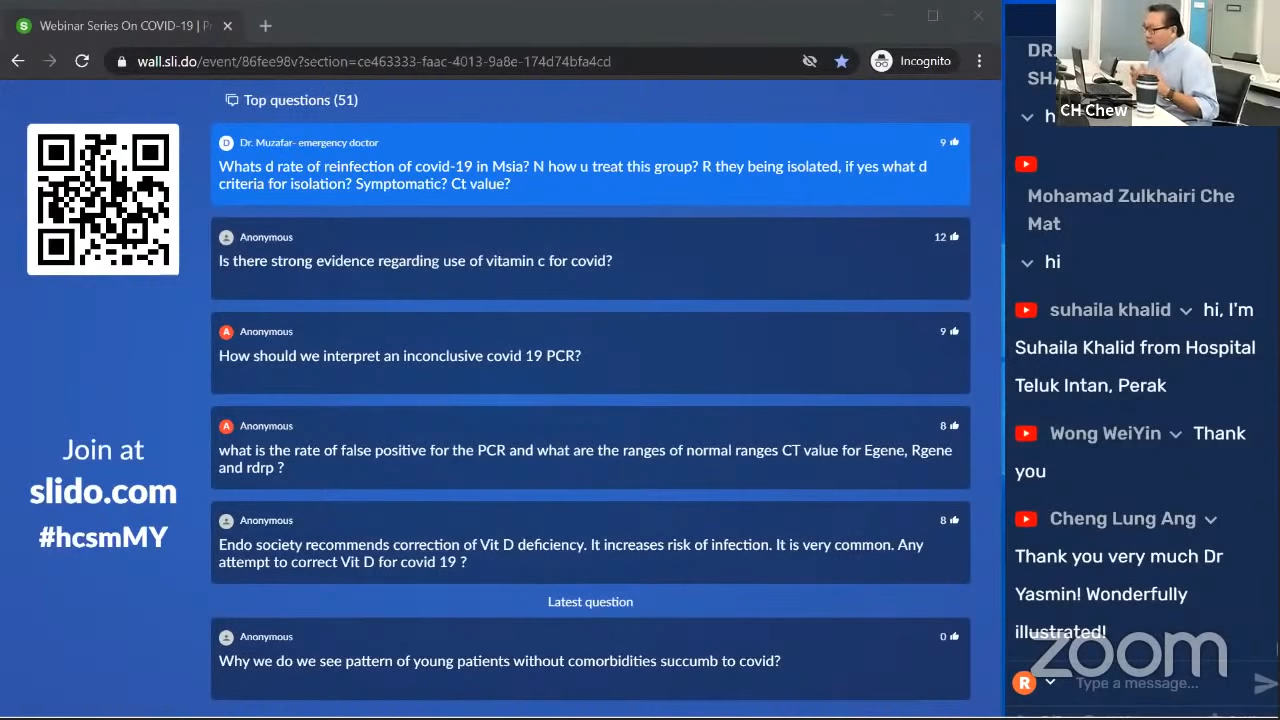 Webinar Series On COVID-19 | P
wall.sli.do/event/86fee98v?section=ce463333-faac-4013-9a8e-174d74bfa4cd
Incognito
Top questions (51)
D
Dr. Muzafar- emergency doctor
9
Whats d rate of reinfection of covid-19 in Msia? N how u treat this group? R they being isolated, if yes what d
criteria for isolation? Symptomatic? Ct value?
Anonymous
12
Is there strong evidence regarding use of vitamin c for covid?
A
Anonymous
9
How should we interpret an inconclusive covid 19 PCR?
A
Anonymous
8
what is the rate of false positive for the PCR and what are the ranges of normal ranges CT value for Egene, Rgene
and rdrp ?
Anonymous
8
Endo society recommends correction of Vit D deficiency. It increases risk of infection. It is very common. Any
attempt to correct Vit D for covid 19 ?
Latest question
Anonymous
0
Why we do we see pattern of young patients without comorbidities succumb to covid?
Join at
slido.com
#hcsmMY
CH Chew
DR.
SHA
h
Mohamad Zulkhairi Che
Mat
hi
suhaila khalid hi, I'm
Suhaila Khalid from Hospital
Teluk Intan, Perak
Wong WeiYin Thank
you
Cheng Lung Ang
Thank you very much Dr
Yasmin! Wonderfully
illustrated!
zoom
R
Type a message...